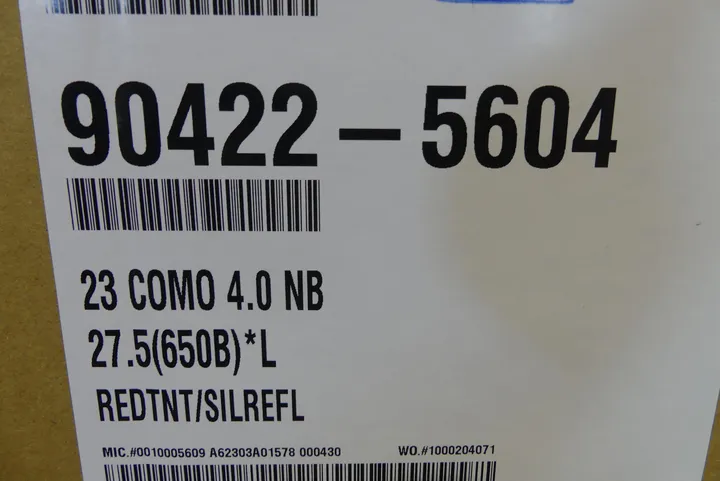 90422-5604
23 COMO 4.0 NB
27.5(650B)*L
REDTNT/SILREFL
MIC.#0010005609 A62303A01578 000430 WO.#1000204071